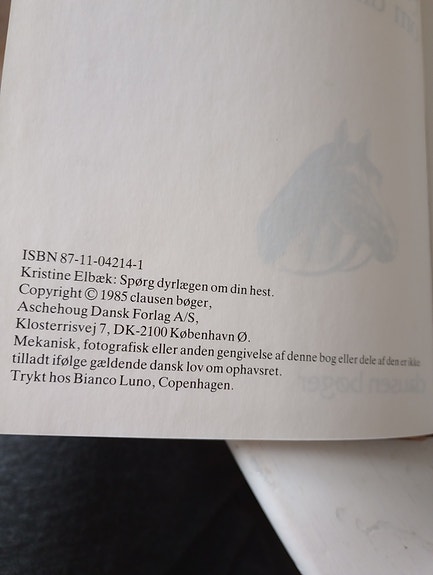 ISBN 87-11-04214-1
Kristine Elbæk: Spørg dyrlægen om din hest.
Copyright © 1985 clausen bøger,
Aschehoug Dansk Forlag A/S,
Klosterrisvej 7, DK-2100 København Ø.
Mekanisk, fotografisk eller anden gengivelse af denne bog eller dele af den er ikke
tilladt ifølge gældende dansk lov om ophavsret.
Trykt hos Bianco Luno, Copenhagen.